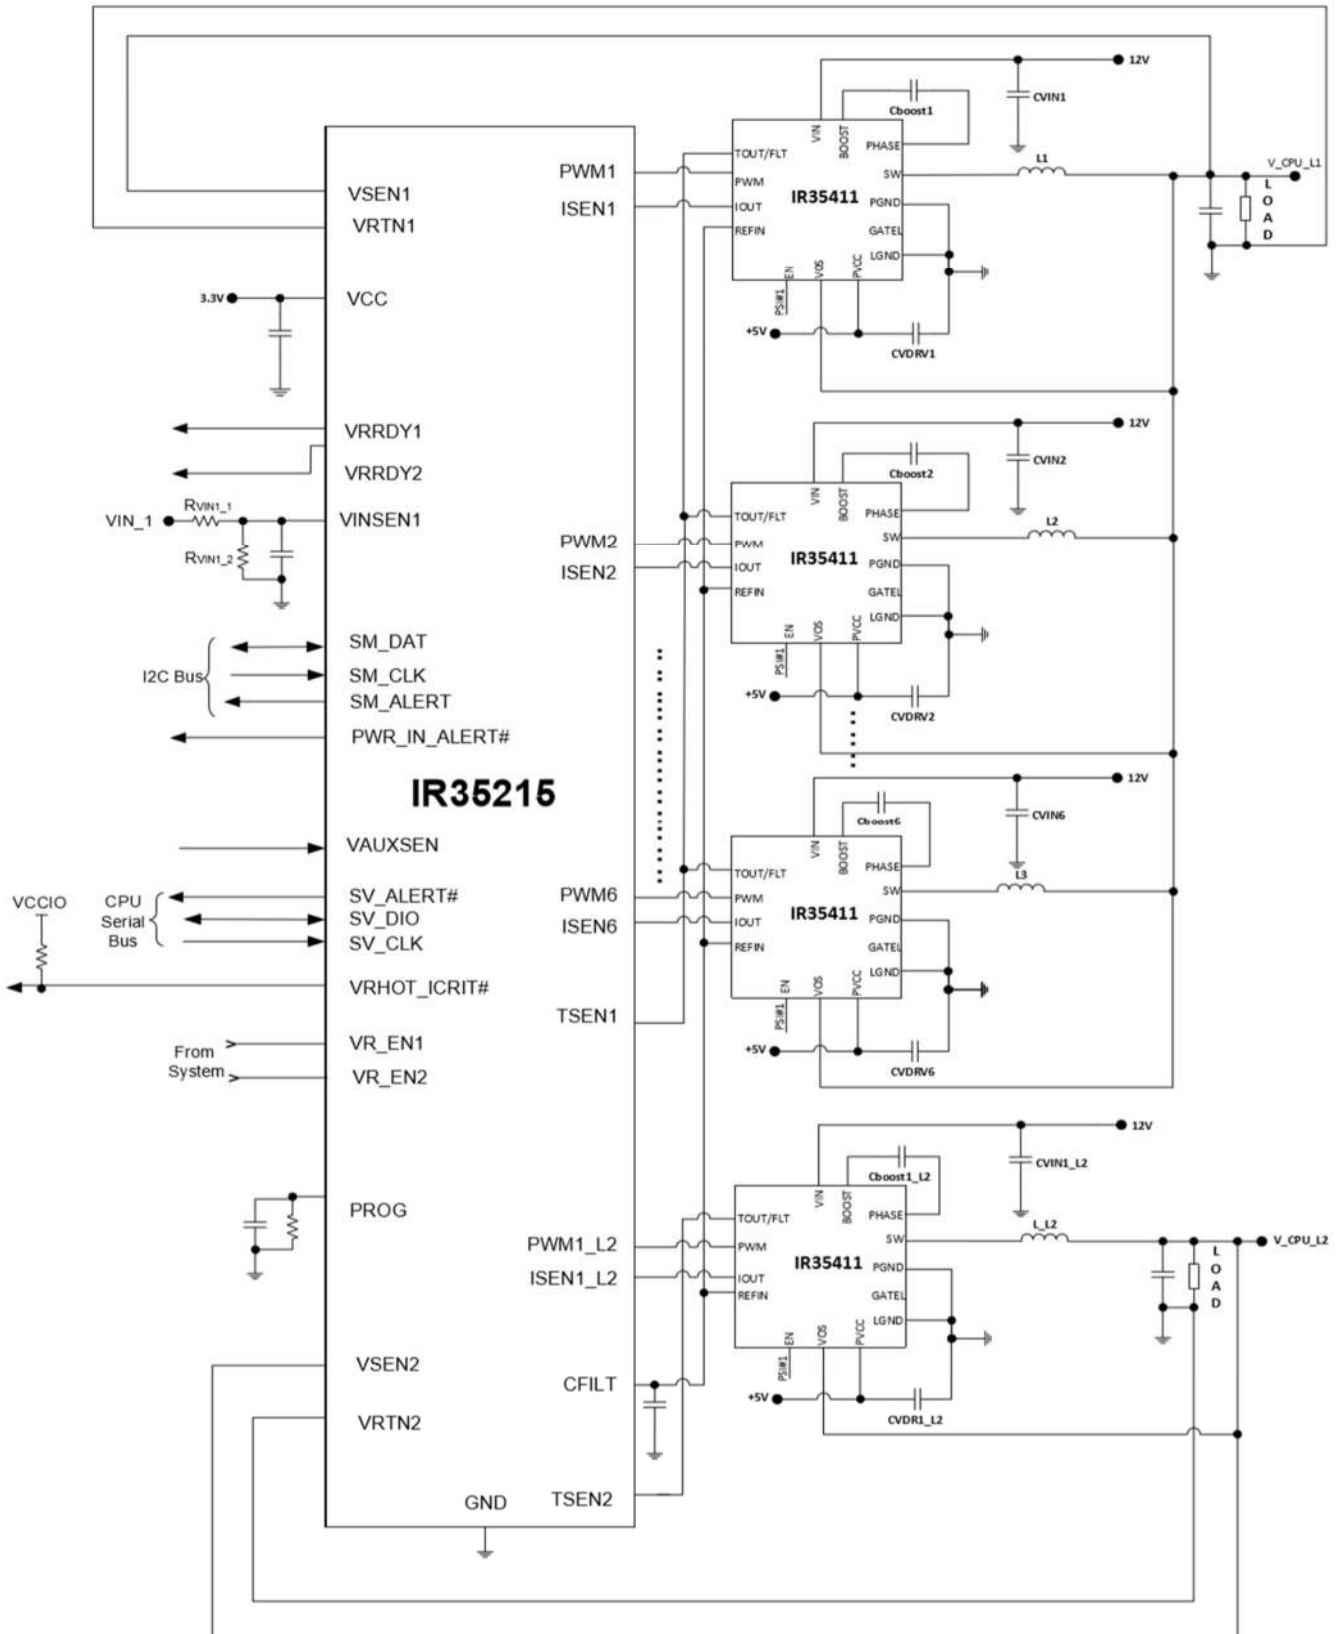 12V
CVIN1
Cboost1
VIN
BOOST
PHASE
TOUT/FLT
PWM
IOUT
REFIN
IR35411
SW
PGND
GATEL
LGND
EN
VOS
PVCC
PSI#1
+5V
CVDRV1
L1
V_CPU_L1
L
O
A
D
PWM1
ISEN1
VSEN1
VRTN1
3.3V
VCC
VRRDY1
VRRDY2
VIN_1
RVIN1_1
RVIN1_2
VINSEN1
12V
CVIN2
Cboost2
VIN
BOOST
PHASE
TOUT/FLT
PWM
IOUT
REFIN
IR35411
SW
PGND
GATEL
LGND
EN
VOS
PVCC
PSI#1
+5V
CVDRV2
L2
PWM2
ISEN2
I2C Bus
SM_DAT
SM_CLK
SM_ALERT
PWR_IN_ALERT#
IR35215
VAUXSEN
12V
CVIN6
Cboost6
VIN
BOOST
PHASE
TOUT/FLT
PWM
IOUT
REFIN
IR35411
SW
PGND
GATEL
LGND
EN
VOS
PVCC
PSI#1
+5V
CVDRV6
L3
PWM6
ISEN6
TSEN1
VCCIO
CPU
Serial
Bus
SV_ALERT#
SV_DIO
SV_CLK
VRHOT_ICRIT#
From
System
VR_EN1
VR_EN2
PROG
12V
CVIN1_L2
Cboost1_L2
VIN
BOOST
PHASE
TOUT/FLT
PWM
IOUT
REFIN
IR35411
SW
PGND
GATEL
LGND
EN
VOS
PVCC
PSI#1
+5V
CVDR1_L2
L_L2
V_CPU_L2
L
O
A
D
PWM1_L2
ISEN1_L2
VSEN2
VRTN2
CFILT
TSEN2
GND